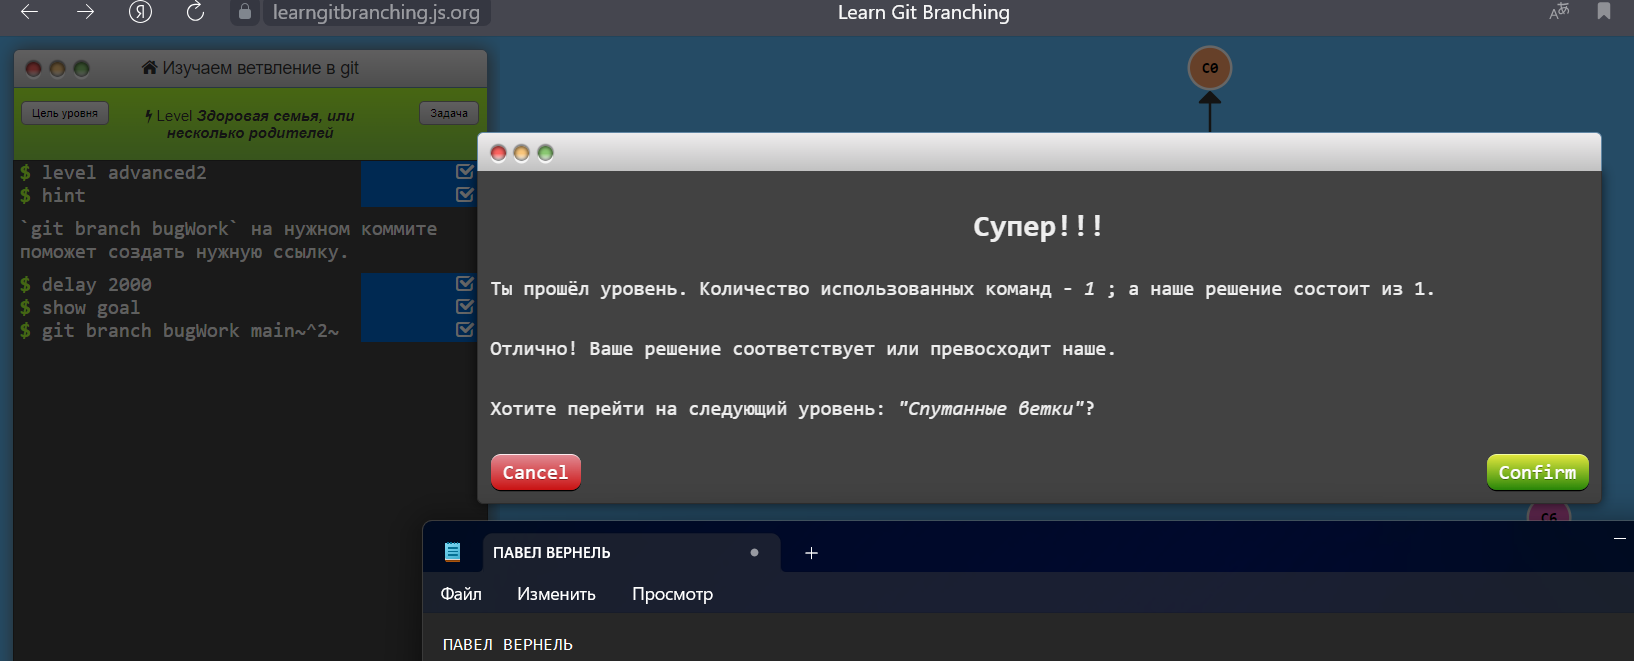 learngitbranching.js.org
Learn Git Branching
Изучаем ветвление в git
Цель уровня
Level Здоровая семья, или
несколько родителей
Задача
$ level advanced2
$ hint
`git branch bugWork` на нужном коммите
поможет создать нужную ссылку.
$ delay 2000
$ show goal
$ git branch bugWork main~^2~
C0
Супер!!!
Ты прошёл уровень. Количество использованных команд - 1 ; а наше решение состоит из 1.
Отлично! Ваше решение соответствует или превосходит наше.
Хотите перейти на следующий уровень: "Спутанные ветки"?
Cancel
Confirm
C6
ПАВЕЛ ВЕРНЕЛЬ
Файл
Изменить
Просмотр
ПАВЕЛ ВЕРНЕЛЬ